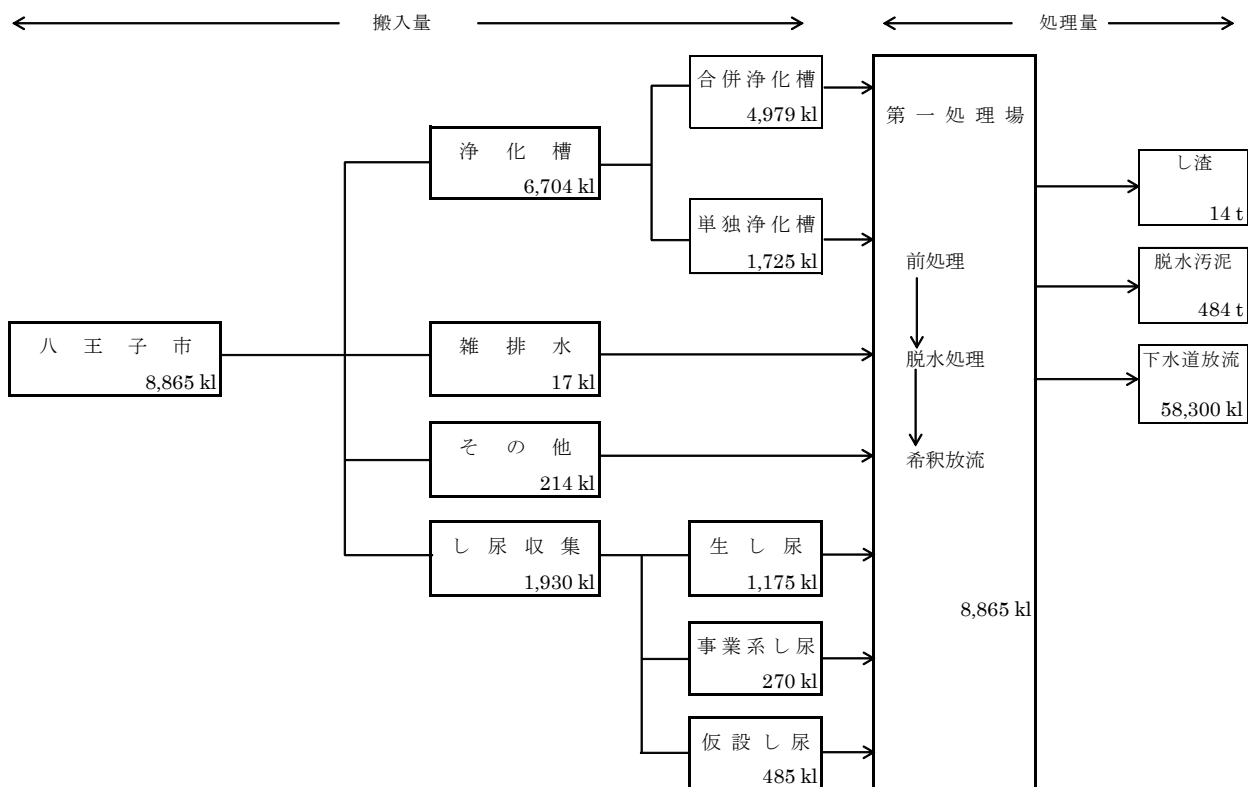 搬入量
処理量
合併浄化槽
4,979 kl
第一処理場
浄化槽
6,704 kl
し渣
14 t
単独浄化槽
1,725 kl
前処理
脱水汚泥
484 t
八王子市
8,865 kl
雑排水
17 kl
脱水処理
下水道放流
58,300 kl
その他
214 kl
希釈放流
し尿収集
1,930 kl
生し尿
1,175 kl
8,865 kl
事業系し尿
270 kl
仮設し尿
485 kl